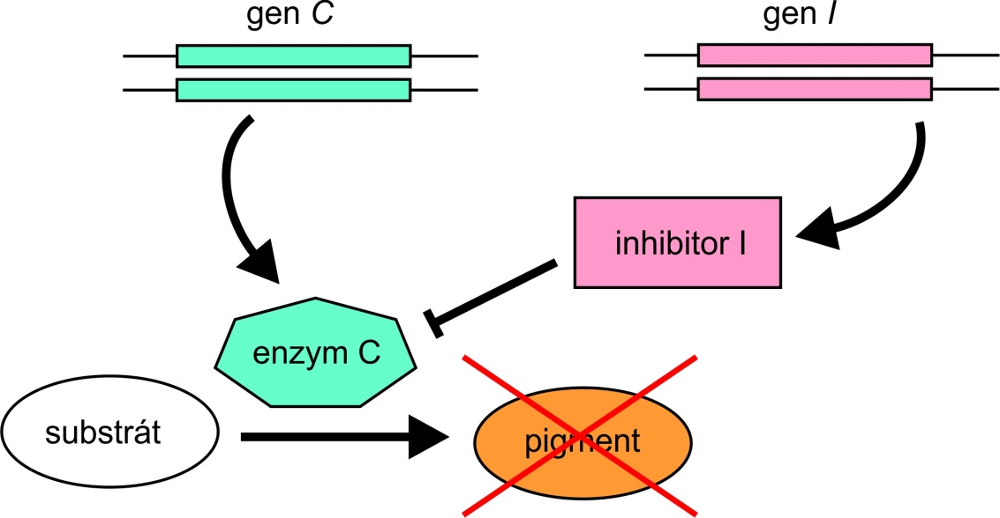 gen C
gen I
inhibitor I
enzym C
substrát
pigment